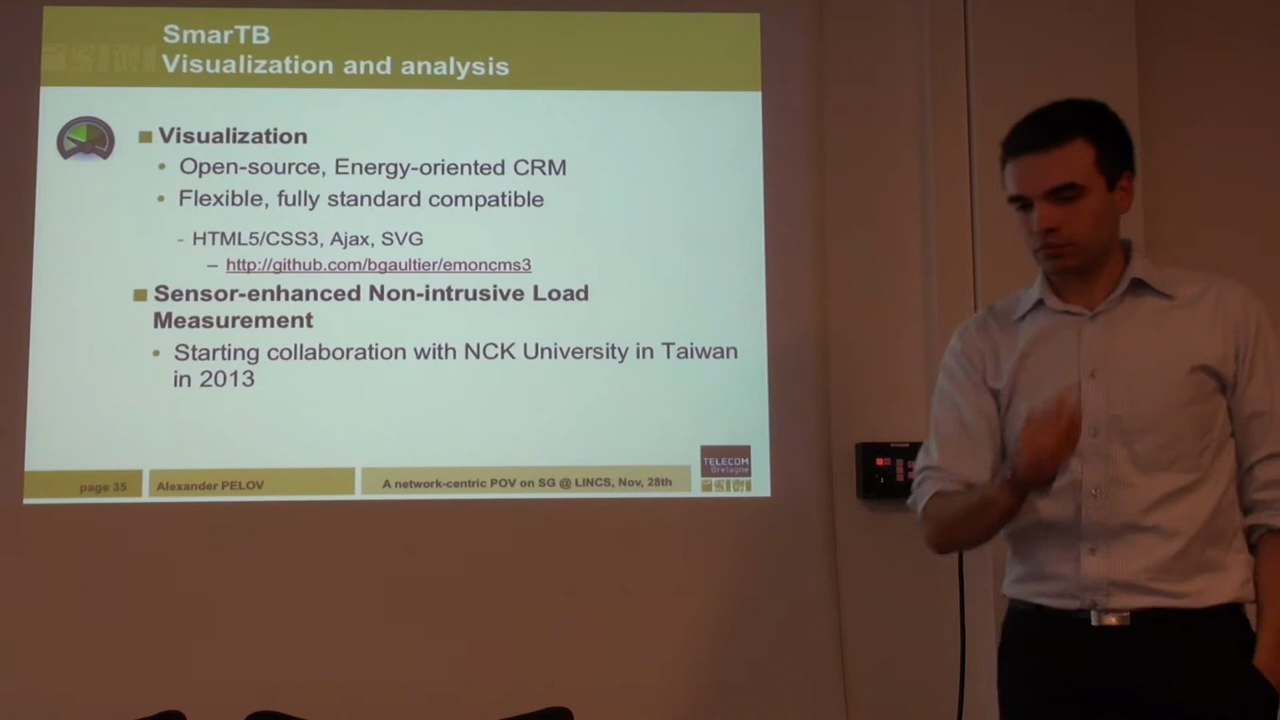 SmarTB
Visualization and analysis
Visualization
Open-source, Energy-oriented CRM
Flexible, fully standard compatible
- HTML5/CSS3, Ajax, SVG
– http://github.com/bgaultier/emoncms3
Sensor-enhanced Non-intrusive Load
Measurement
Starting collaboration with NCK University in Taiwan
in 2013
page 35
Alexander PELOV
A network-centric POV on SG @ LINCS, Nov, 28th
TELECOM
Bretagne